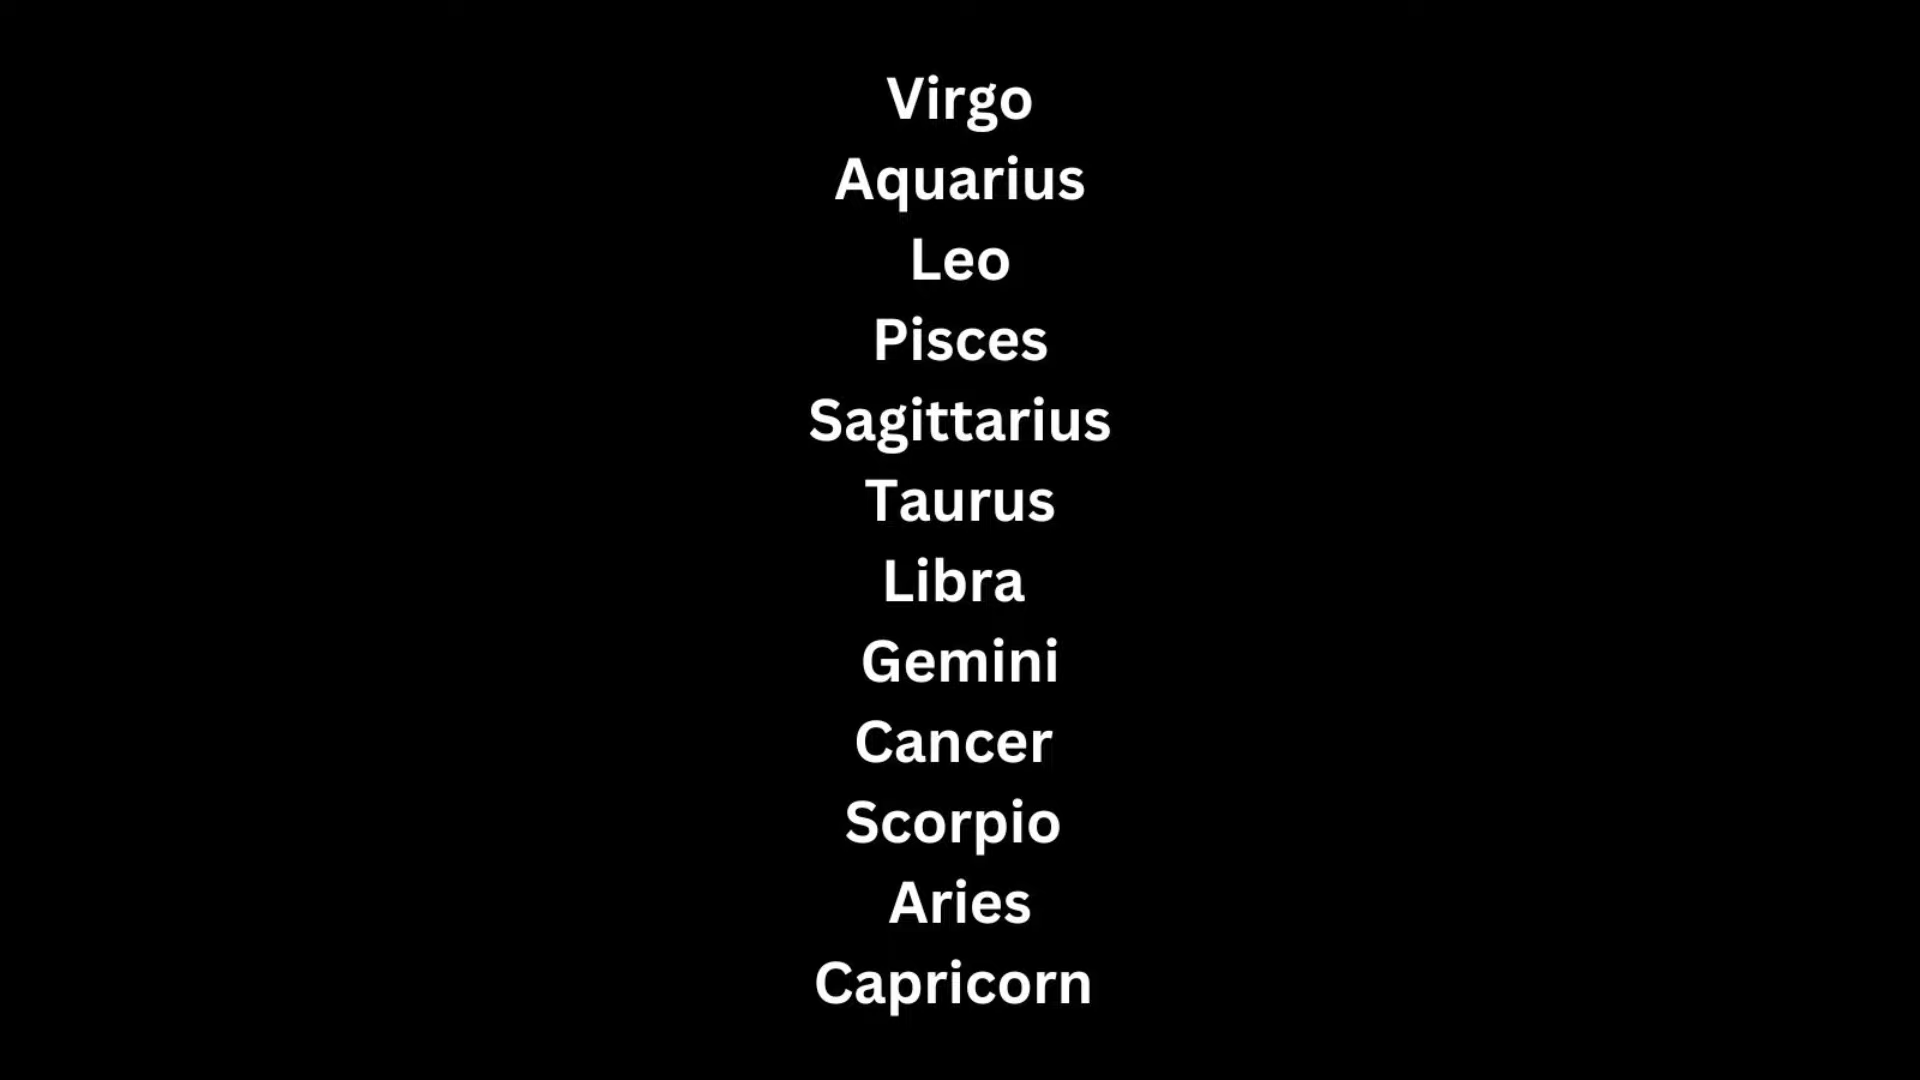 Virgo
Aquarius
Leo
Pisces
Sagittarius
Taurus
Libra
Gemini
Cancer
Scorpio
Aries
Capricorn